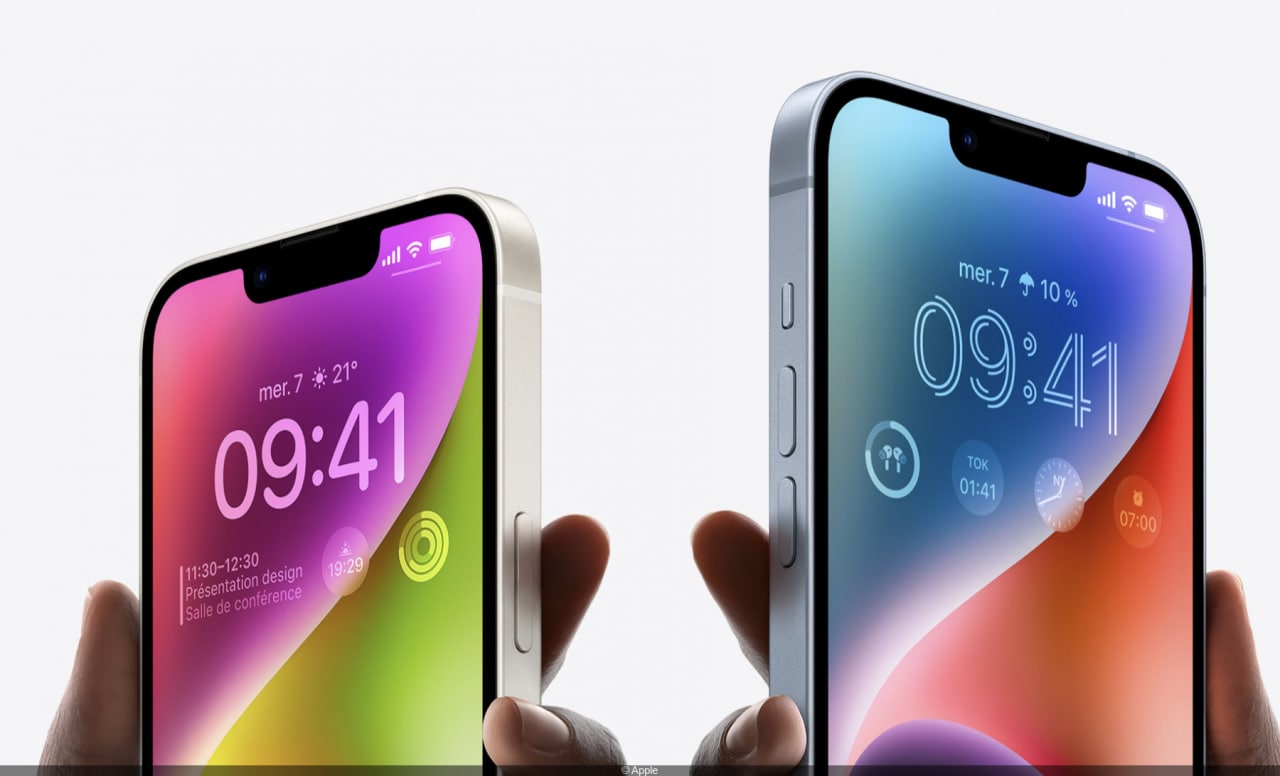 mer. 7 21°
09:41
11:30–12:30
Présentation design
Salle de conférence
19:29
mer. 7 10 %
09:41
TOK
01:41
NY
07:00
© Apple